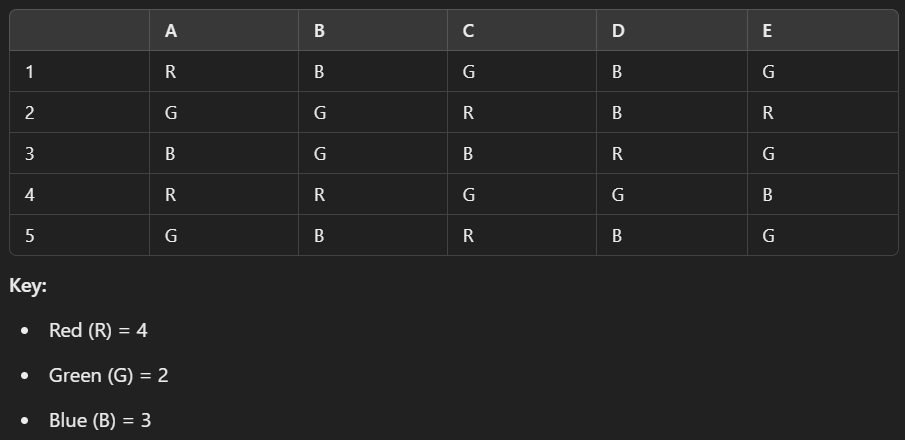 A B C D E
1 R B G B G
2 G G R B R
3 B G B R G
4 R R G G B
5 G B R B G
Key:
• Red (R) = 4
• Green (G) = 2
• Blue (B) = 3